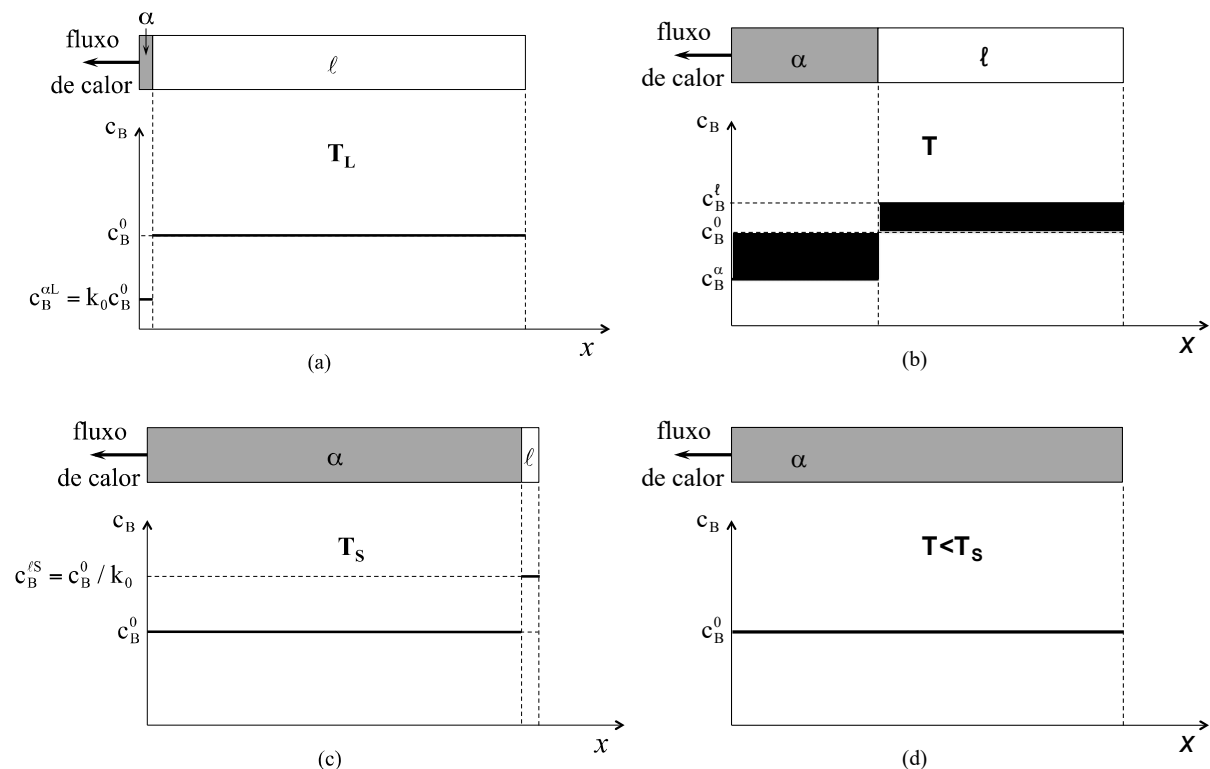 α
fluxo
de calor
ℓ
c_B
T_L
c_B^0
c_B^{αL} = k_0c_B^0
x
(a)
fluxo
de calor
α
ℓ
c_B
T
c_B^ℓ
c_B^0
c_B^α
x
(b)
fluxo
de calor
α
ℓ
c_B
T_S
c_B^{ℓS} = c_B^0 / k_0
c_B^0
x
(c)
fluxo
de calor
α
c_B
T<T_S
c_B^0
x
(d)